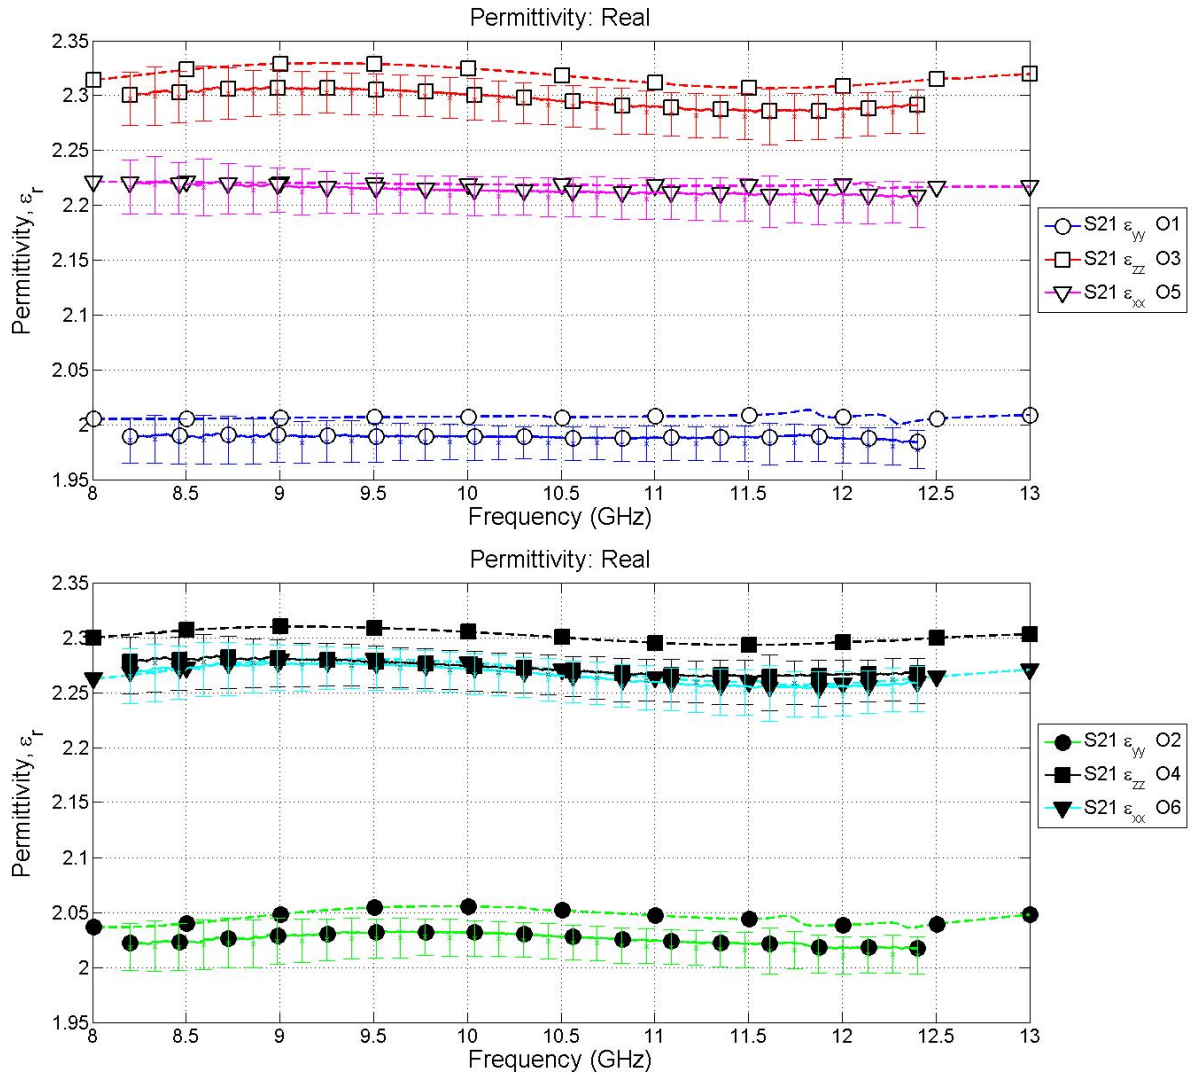 Permittivity: Real
2.35
2.3
2.25
2.2
2.15
2.1
2.05
2
1.95
Permittivity, εr
8 8.5 9 9.5 10 10.5 11 11.5 12 12.5 13
Frequency (GHz)
S21 εyy O1
S21 εzz O3
S21 εxx O5
Permittivity: Real
2.35
2.3
2.25
2.2
2.15
2.1
2.05
2
1.95
Permittivity, εr
8 8.5 9 9.5 10 10.5 11 11.5 12 12.5 13
Frequency (GHz)
S21 εyy O2
S21 εzz O4
S21 εxx O6